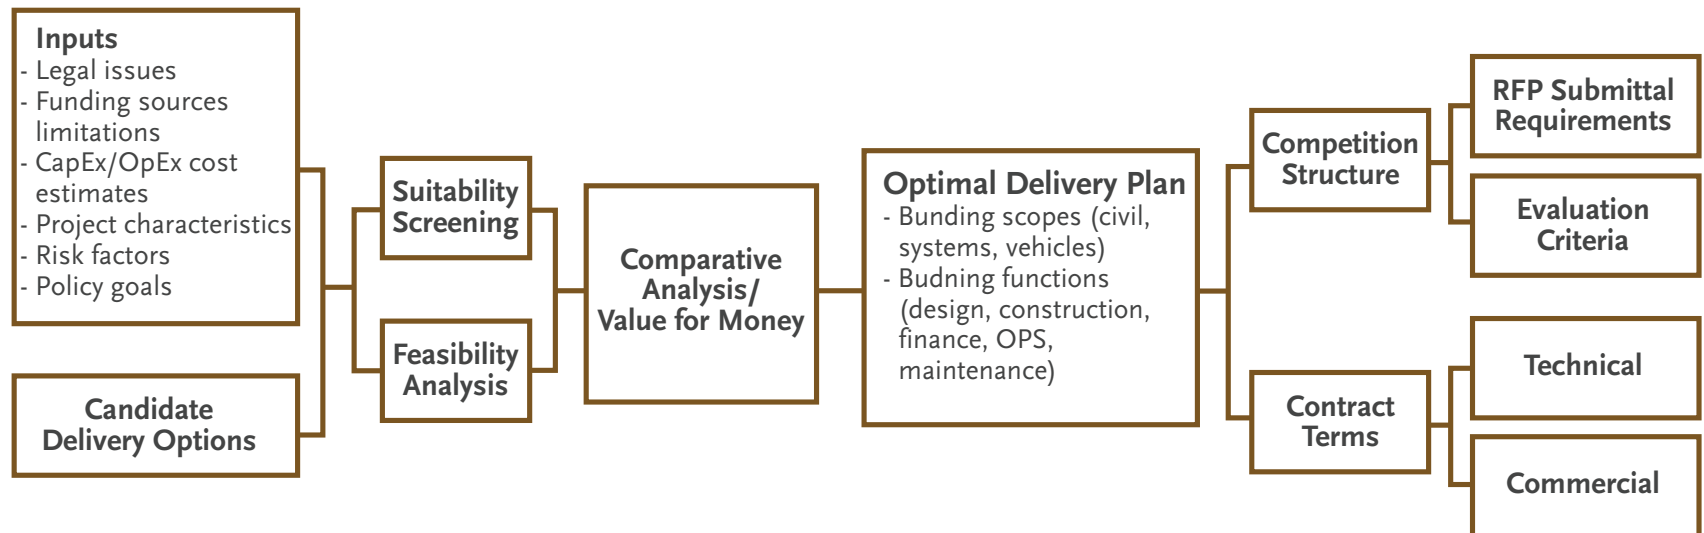 Inputs
- Legal issues
- Funding sources
limitations
- CapEx/OpEx cost
estimates
- Project characteristics
- Risk factors
- Policy goals
Candidate
Delivery Options
Suitability
Screening
Feasibility
Analysis
Comparative
Analysis/
Value for Money
Optimal Delivery Plan
- Bunding scopes (civil,
systems, vehicles)
- Budning functions
(design, construction,
finance, OPS,
maintenance)
Competition
Structure
Contract
Terms
RFP Submittal
Requirements
Evaluation
Criteria
Technical
Commercial